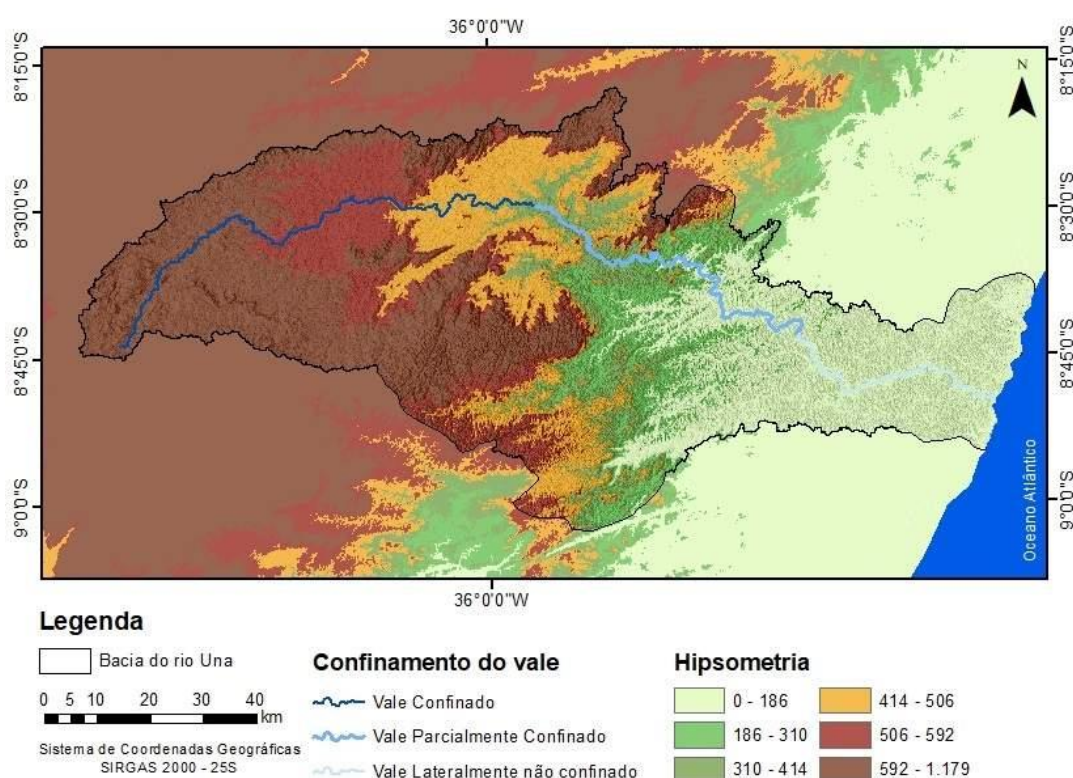 36°0'0"W
8°15'0"S
8°15'0"S
N
8°30'0"S
8°30'0"S
8°45'0"S
8°45'0"S
9°0'0"S
9°0'0"S
Oceano Atlântico
36°0'0"W
Legenda
Bacia do rio Una
0 5 10 20 30 40
km
Sistema de Coordenadas Geográficas
SIRGAS 2000 - 25S
Confinamento do vale
Vale Confinado
Vale Parcialmente Confinado
Vale Lateralmente não confinado
Hipsometria
0 - 186
414 - 506
186 - 310
506 - 592
310 - 414
592 - 1.179